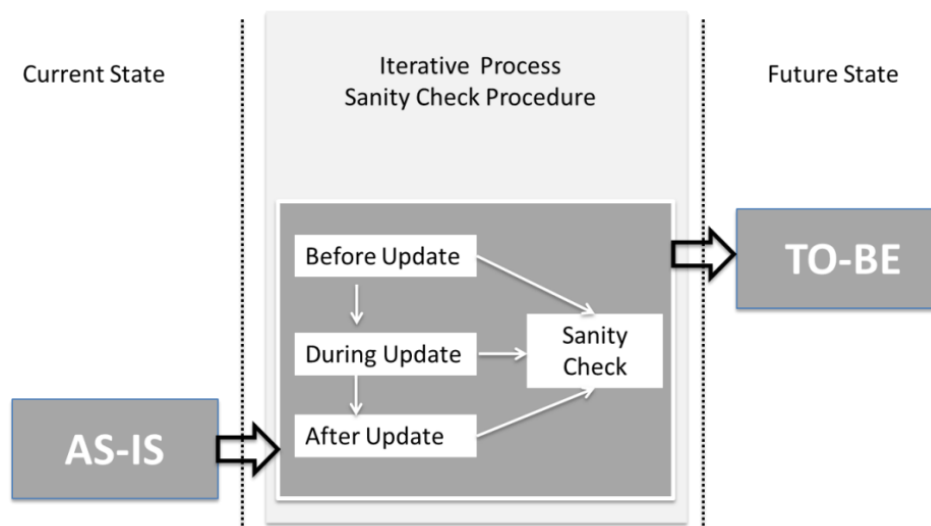 Current State
Iterative Process
Sanity Check Procedure
Future State
Before Update
During Update
After Update
Sanity
Check
AS-IS
TO-BE